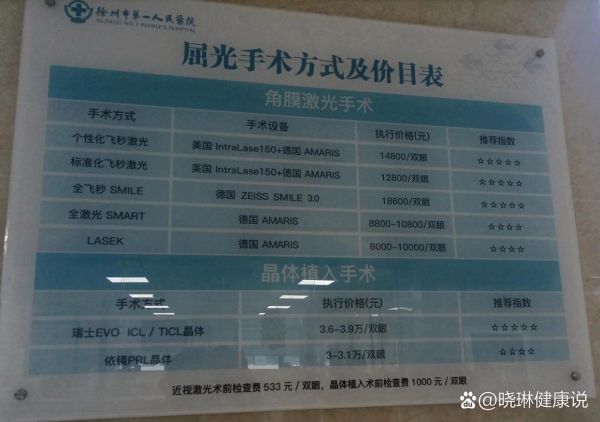 徐州市第一人民医院
XUZHOU NO.1 PEOPLE'S HOSPITAL
屈光手术方式及价目表
角膜激光手术
手术方式 手术设备 执行价格(元) 推荐指数
个性化飞秒激光 美国 IntraLase150+德国 AMARIS 14800/双眼 ☆☆☆☆☆
标准化飞秒激光 美国 IntraLase150+德国 AMARIS 12800/双眼 ☆☆☆☆☆
全飞秒 SMILE 德国 ZEISS SMILE 3.0 18600/双眼 ☆☆☆☆☆
全激光 SMART 德国 AMARIS 8800-10800/双眼 ☆☆☆☆
LASEK 德国 AMARIS 8000-10000/双眼 ☆☆☆☆
晶体植入手术
手术方式 执行价格(元) 推荐指数
瑞士EVO ICL / TICL晶体 3.6-3.9万/双眼 ☆☆☆☆☆
依镜PRL晶体 3-3.1万/双眼 ☆☆☆☆
近视激光术前检查费 533 元 / 双眼，晶体植入术前检查费 1000 元 / 双眼
@晓琳健康说